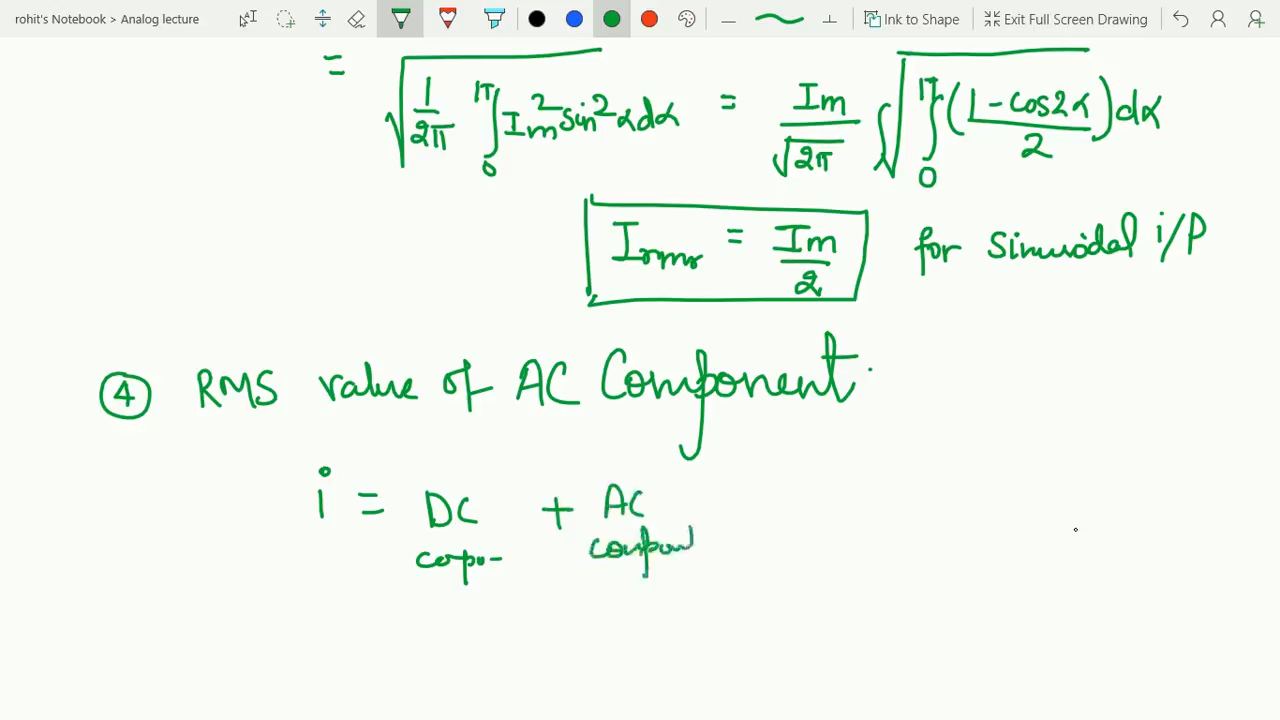 rohit's Notebook > Analog lecture Ink to Shape Exit Full Screen Drawing
= √(1/2π ∫₀^π Im² sin²α dα) = Im/√2π √(∫₀^π (1-cos2α/2) dα)
Irms = Im/2 for Sinusoidal i/P
④ RMS value of AC Component.
i = DC + AC
compo-